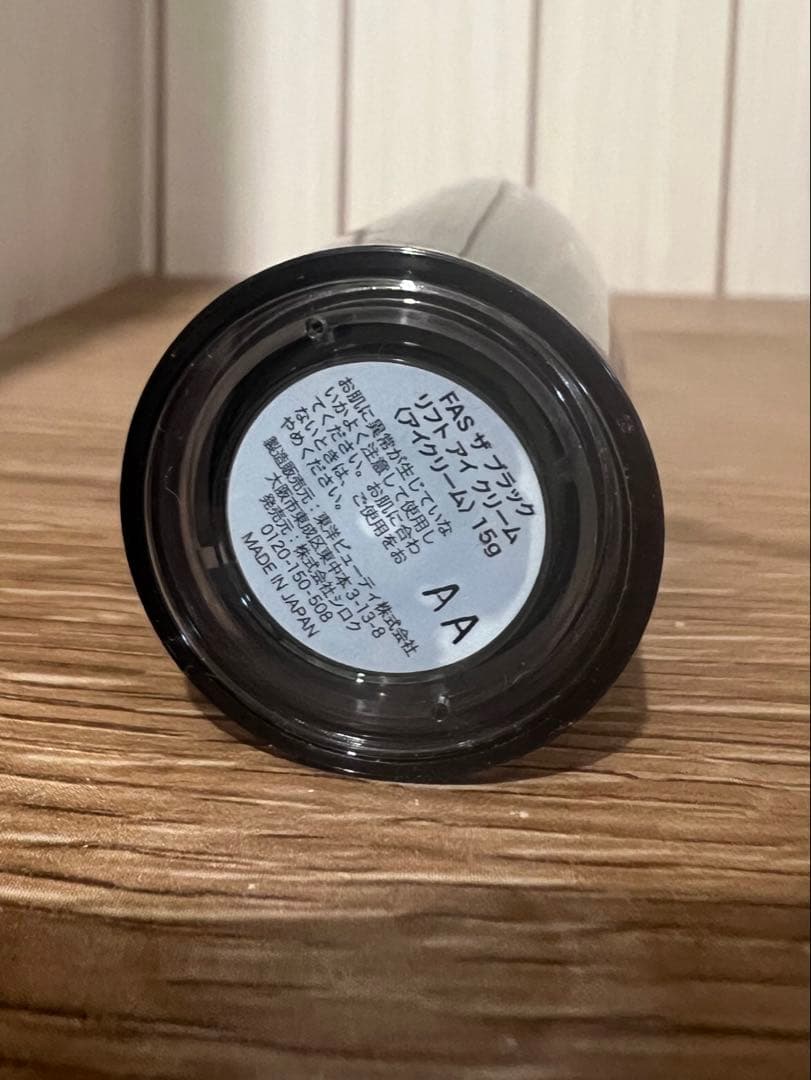 FAS ザ ブラック
リフト アイ クリーム
〈アイクリーム〉 15g
お肌に異常が生じていな
いかよく注意して使用し
てください。お肌に合わ
ないときは、ご使用をお
やめください。
製造販売元：東洋ビューティ株式会社
大阪市東成区東中本 3-13-8
発売元：株式会社シロク
0120-150-508
MADE IN JAPAN
AA